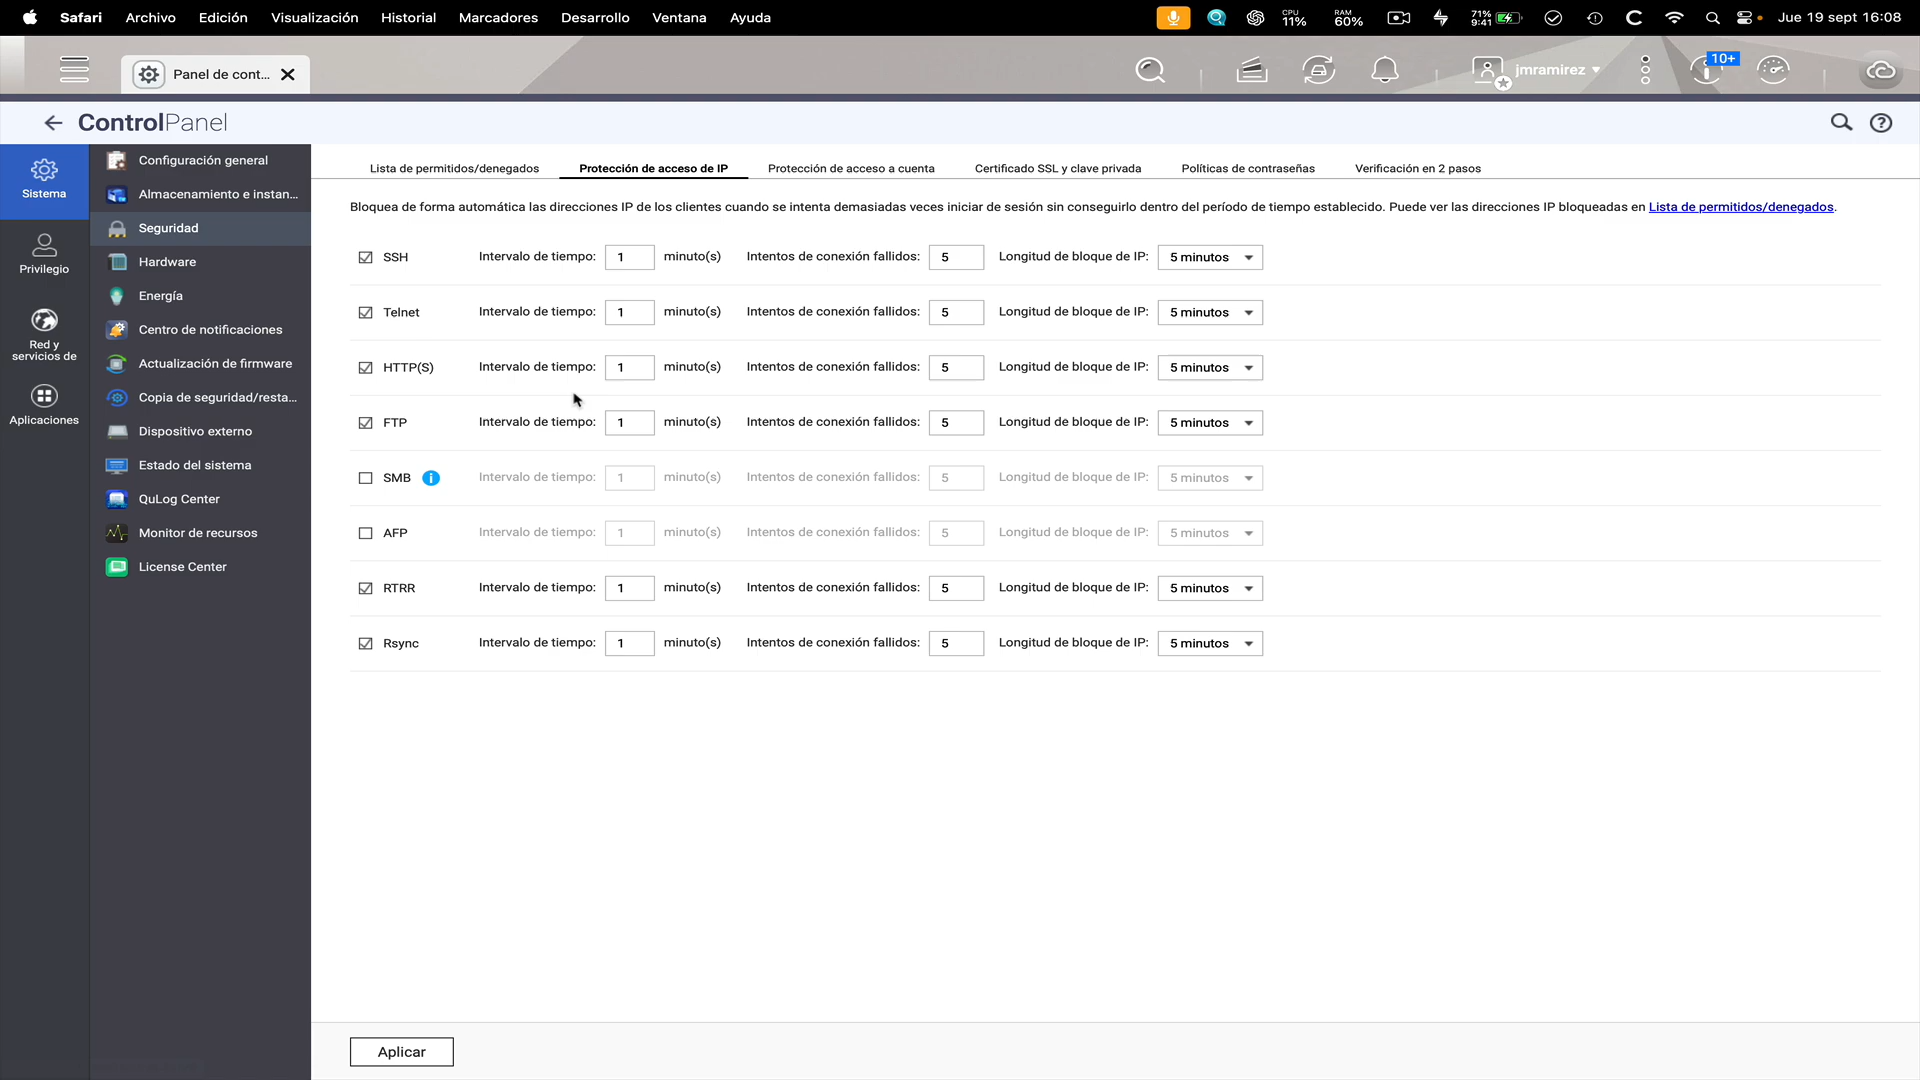 Safari Archivo Edición Visualización Historial Marcadores Desarrollo Ventana Ayuda CPU 11% RAM 60% 71% 9:41 Jue 19 sept 16:08
Panel de cont... jmramirez 10+
ControlPanel
Sistema
Privilegio
Red y
servicios de
Aplicaciones
Configuración general
Almacenamiento e instan...
Seguridad
Hardware
Energía
Centro de notificaciones
Actualización de firmware
Copia de seguridad/resta...
Dispositivo externo
Estado del sistema
QuLog Center
Monitor de recursos
License Center
Lista de permitidos/denegados Protección de acceso de IP Protección de acceso a cuenta Certificado SSL y clave privada Políticas de contraseñas Verificación en 2 pasos
Bloquea de forma automática las direcciones IP de los clientes cuando se intenta demasiadas veces iniciar de sesión sin conseguirlo dentro del período de tiempo establecido. Puede ver las direcciones IP bloqueadas en Lista de permitidos/denegados.
SSH Intervalo de tiempo: 1 minuto(s) Intentos de conexión fallidos: 5 Longitud de bloque de IP: 5 minutos
Telnet Intervalo de tiempo: 1 minuto(s) Intentos de conexión fallidos: 5 Longitud de bloque de IP: 5 minutos
HTTP(S) Intervalo de tiempo: 1 minuto(s) Intentos de conexión fallidos: 5 Longitud de bloque de IP: 5 minutos
FTP Intervalo de tiempo: 1 minuto(s) Intentos de conexión fallidos: 5 Longitud de bloque de IP: 5 minutos
SMB Intervalo de tiempo: 1 minuto(s) Intentos de conexión fallidos: 5 Longitud de bloque de IP: 5 minutos
AFP Intervalo de tiempo: 1 minuto(s) Intentos de conexión fallidos: 5 Longitud de bloque de IP: 5 minutos
RTRR Intervalo de tiempo: 1 minuto(s) Intentos de conexión fallidos: 5 Longitud de bloque de IP: 5 minutos
Rsync Intervalo de tiempo: 1 minuto(s) Intentos de conexión fallidos: 5 Longitud de bloque de IP: 5 minutos
Aplicar